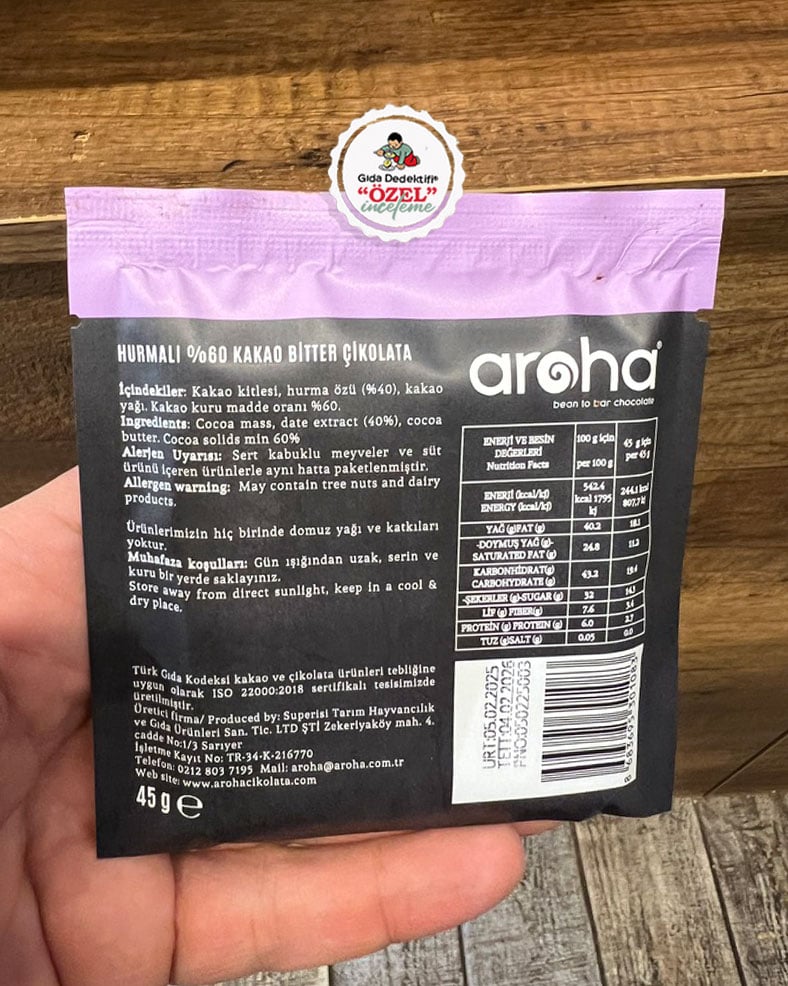 Gıda Dedektifi®
“ÖZEL”
inceleme
HURMALI %60 KAKAO BİTTER ÇİKOLATA
İçindekiler: Kakao kitlesi, hurma özü (%40), kakao
yağı. Kakao kuru madde oranı %60.
Ingredients: Cocoa mass, date extract (40%), cocoa
butter. Cocoa solids min 60%
Alerjen Uyarısı: Sert kabuklu meyveler ve süt
ürünü içeren ürünlerle aynı hatta paketlenmiştir.
Allergen warning: May contain tree nuts and dairy
products.
Ürünlerimizin hiç birinde domuz yağı ve katkıları
yoktur.
Muhafaza koşulları: Gün ışığından uzak, serin ve
kuru bir yerde saklayınız.
Store away from direct sunlight, keep in a cool &
dry place.
Türk Gıda Kodeksi kakao ve çikolata ürünleri tebliğine
uygun olarak ISO 22000:2018 sertifikalı tesisimizde
üretilmiştir.
Üretici firma/ Produced by: Superisi Tarım Hayvancılık
ve Gıda Ürünleri San. Tic. LTD ŞTİ Zekeriyaköy mah. 4.
cadde No:1/3 Sarıyer
İşletme Kayıt No: TR-34-K-216770
Telefon: 0212 803 7195 Mail: aroha@aroha.com.tr
Web site: www.arohacikolata.com
45 g e
aroha®
bean to bar chocolate
ENERJİ VE BESİN
DEĞERLERİ
Nutrition Facts
100 g için
per 100 g
45 g için
per 45 g
ENERJİ (kcal/kJ)
ENERGY (kcal/kJ)
542.4
kcal 1795
kj
244.1 kcal
807,7 kj
YAĞ (g)FAT (g) 40.2 18.1
-DOYMUŞ YAĞ (g)-
SATURATED FAT (g)
24.8 11.2
KARBONHİDRAT(g)
CARBOHYDRATE (g)
43.2 19.4
-ŞEKERLER (g)-SUGAR (g) 32 14.3
LİF (g) FIBER(g) 7.6 3.4
PROTEİN (g) PROTEIN (g) 6.0 2.7
TUZ (g)SALT (g) 0.05 0.0
URT:05.02.2025
TETT:04.02.2026
PNO:050225003
8 683695 301083